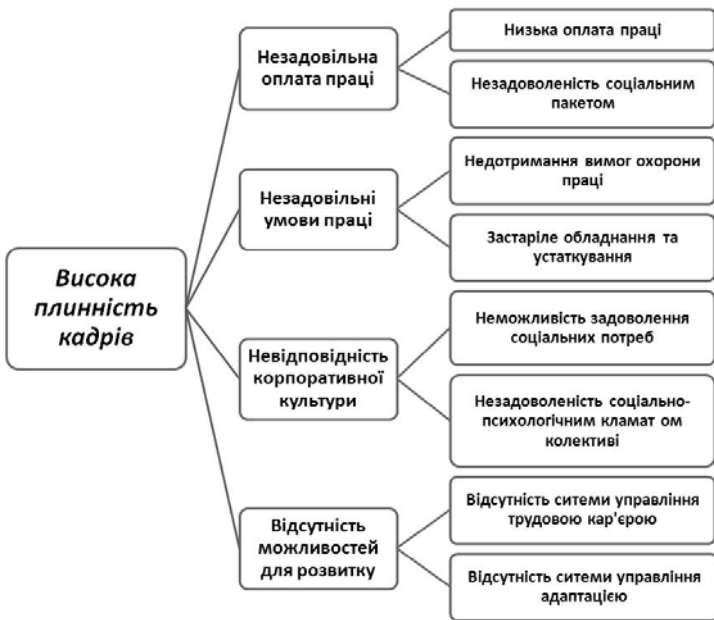 Висока
плинність
кадрів
Незадовільна
оплата праці
Низька оплата праці
Незадоволеність соціальним
пакетом
Незадовільні
умови праці
Недотримання вимог охорони
праці
Застаріле обладнання та
устаткування
Невідповідність
корпоративної
культури
Неможливість задоволення
соціальних потреб
Незадоволеність соціально-
психологічним кламат ом
колективі
Відсутність
можливостей
для розвитку
Відсутність ситеми управління
трудовою кар'єрою
Відсутність ситеми управління
адаптацією